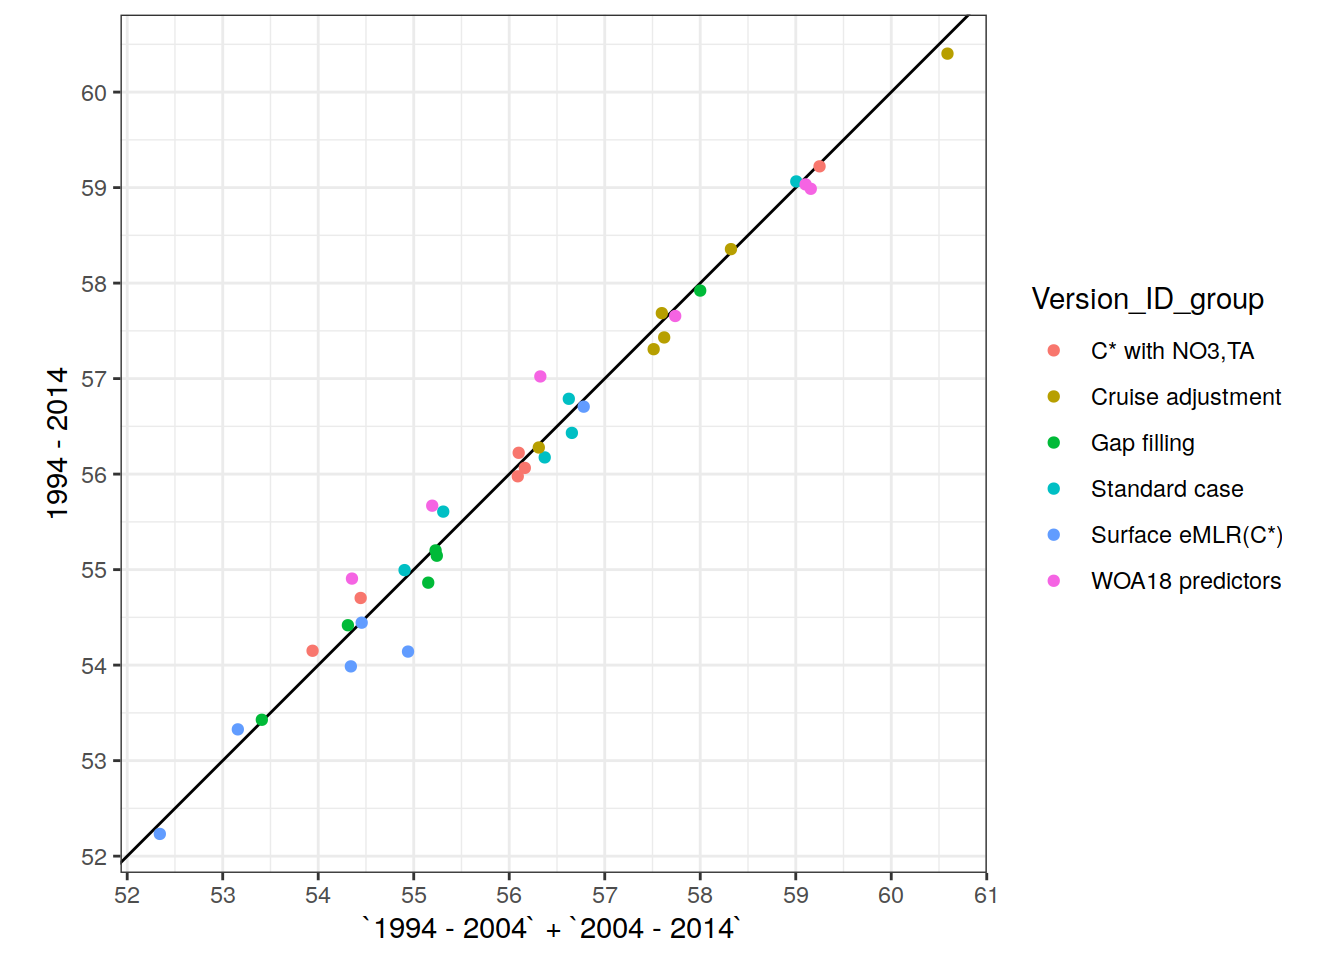 60
59
58
57
56
55
54
53
52
1994 - 2014
52 53 54 55 56 57 58 59 60 61
`1994 - 2004` + `2004 - 2014`
Version_ID_group
C* with NO3,TA
Cruise adjustment
Gap filling
Standard case
Surface eMLR(C*)
WOA18 predictors